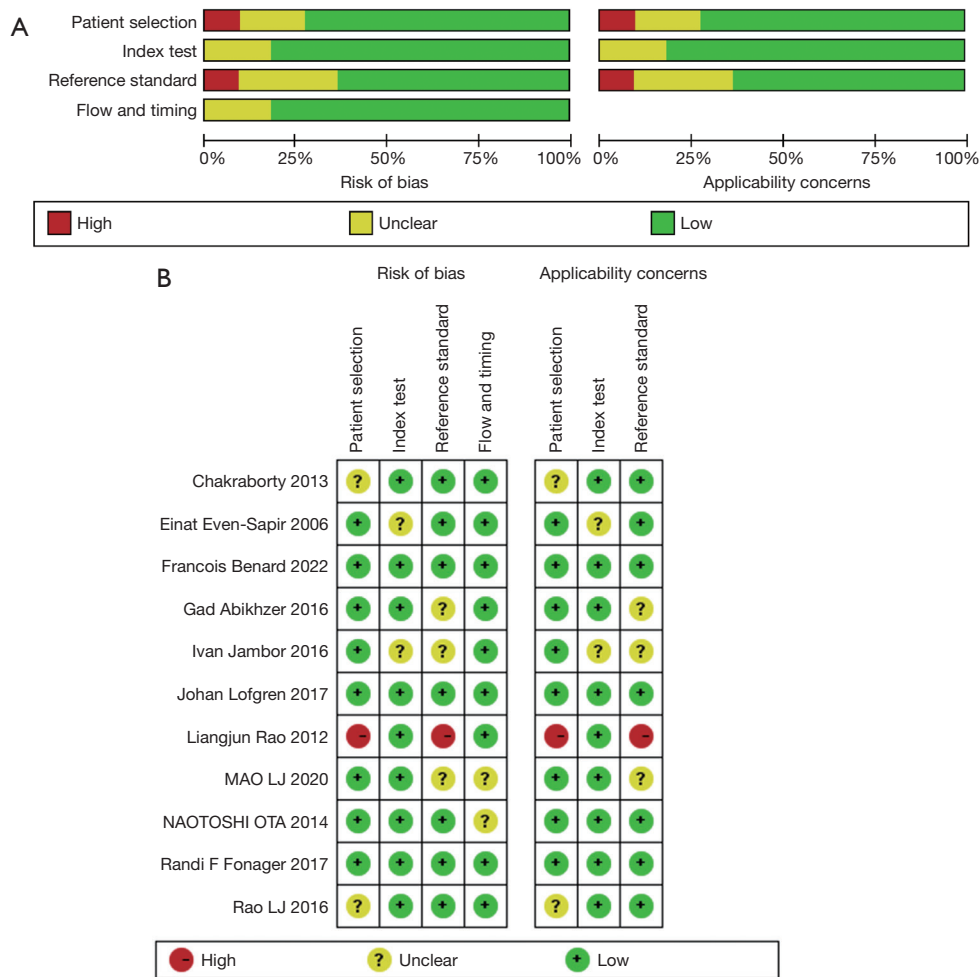 A
Patient selection
Index test
Reference standard
Flow and timing
0% 25% 50% 75% 100% 0% 25% 50% 75% 100%
Risk of bias Applicability concerns
High Unclear Low
B
Risk of bias Applicability concerns
Patient selection Index test Reference standard Flow and timing Patient selection Index test Reference standard
Chakraborty 2013 ? + + + ? + +
Einat Even-Sapir 2006 + ? + + + ? +
Francois Benard 2022 + + + + + + +
Gad Abikhzer 2016 + + ? + + + ?
Ivan Jambor 2016 + ? ? + + ? ?
Johan Lofgren 2017 + + + + + + +
Liangjun Rao 2012 - + - + - + -
MAO LJ 2020 + + ? ? + + ?
NAOTOSHI OTA 2014 + + + ? + + +
Randi F Fonager 2017 + + + + + + +
Rao LJ 2016 ? + + + ? + +
- High ? Unclear + Low